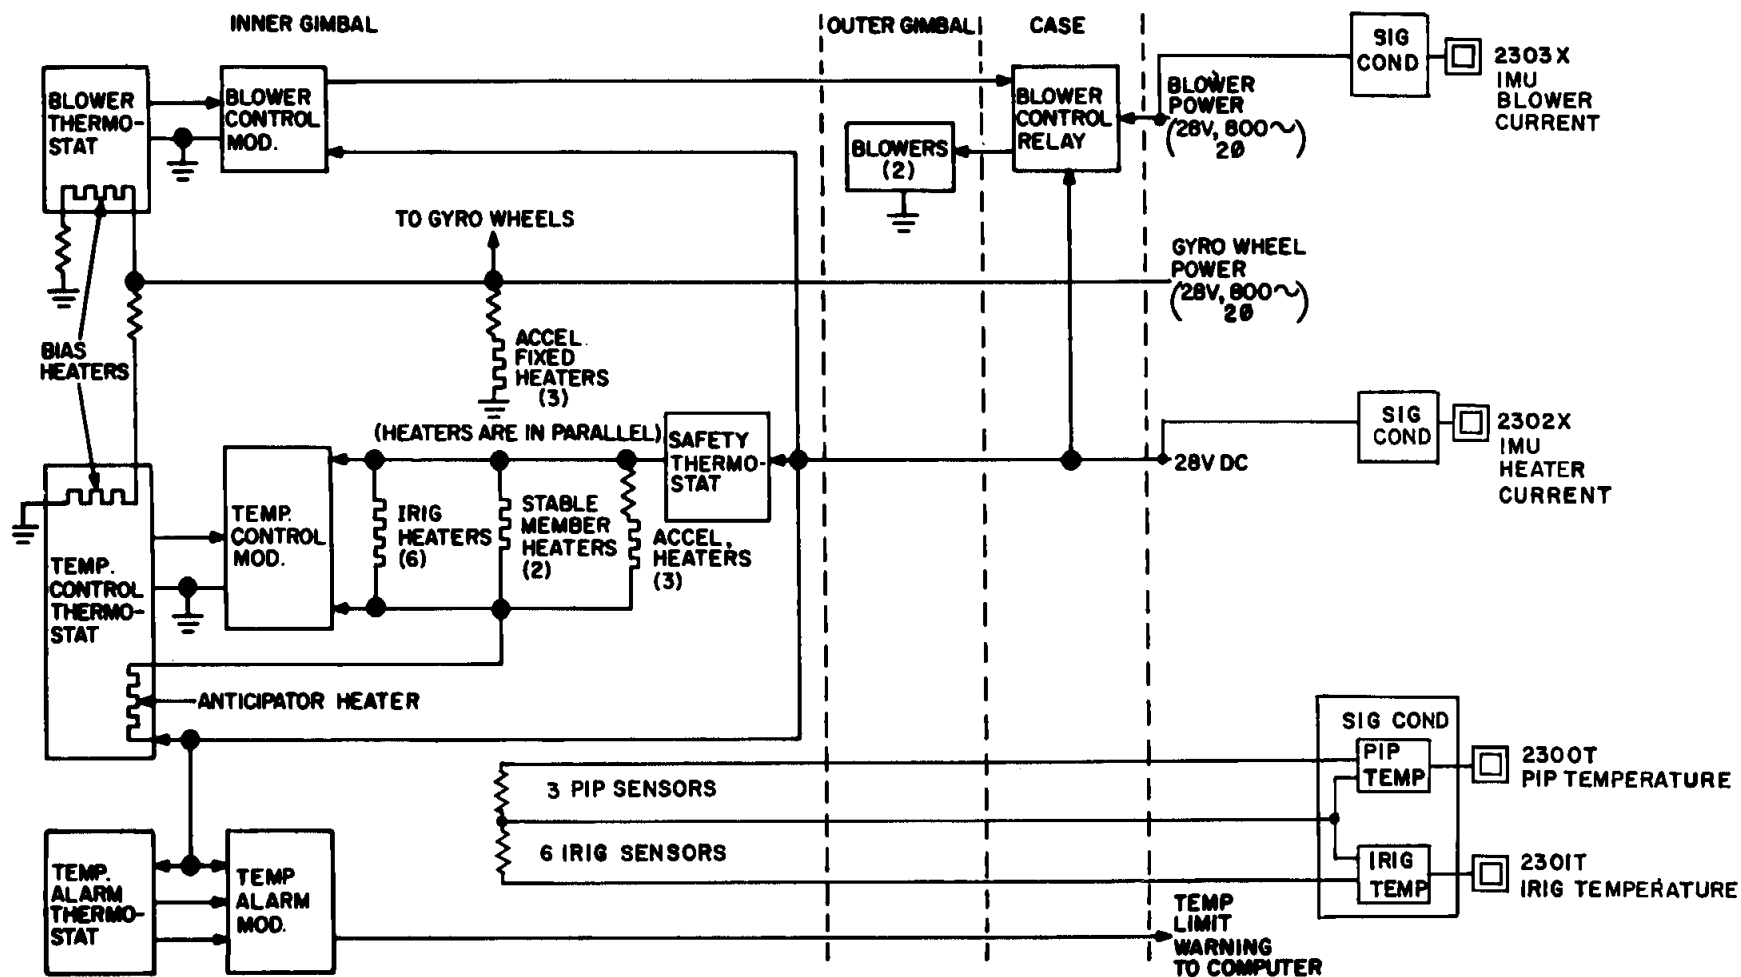 INNER GIMBAL
OUTER GIMBAL
CASE
BLOWER
THERMO-
STAT
BLOWER
CONTROL
MOD.
BLOWER
CONTROL
RELAY
BLOWERS
(2)
BLOWER
POWER
(28V, 800~)
2Ø
SIG
COND
2303X
IMU
BLOWER
CURRENT
TO GYRO WHEELS
GYRO WHEEL
POWER
(28V, 800~)
2Ø
BIAS
HEATERS
ACCEL.
FIXED
HEATERS
(3)
(HEATERS ARE IN PARALLEL)
SAFETY
THERMO-
STAT
28V DC
SIG
COND
2302X
IMU
HEATER
CURRENT
TEMP.
CONTROL
THERMO-
STAT
TEMP.
CONTROL
MOD.
IRIG
HEATERS
(6)
STABLE
MEMBER
HEATERS
(2)
ACCEL.
HEATERS
(3)
ANTICIPATOR HEATER
3 PIP SENSORS
6 IRIG SENSORS
SIG COND
PIP
TEMP
IRIG
TEMP
2300T
PIP TEMPERATURE
2301T
IRIG TEMPERATURE
TEMP.
ALARM
THERMO-
STAT
TEMP
ALARM
MOD.
TEMP
LIMIT
WARNING
TO COMPUTER